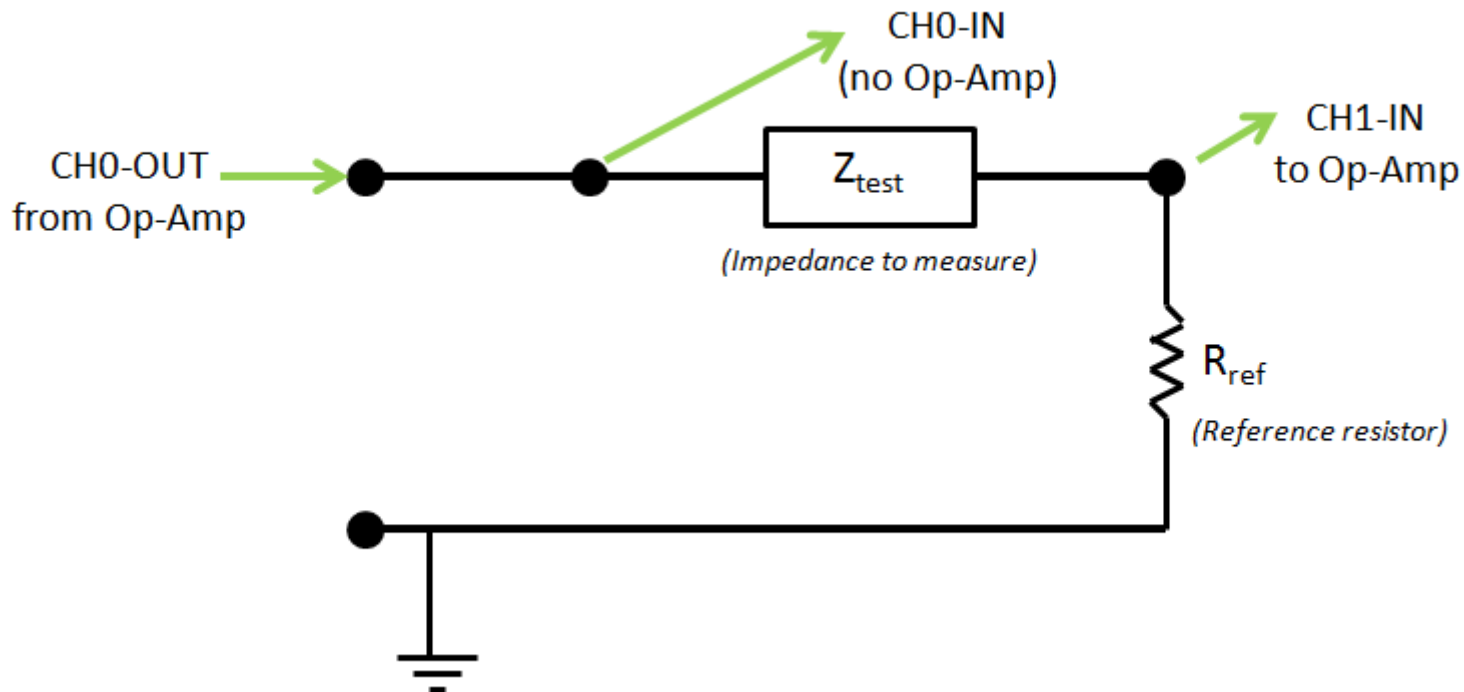 CH0-IN
(no Op-Amp)
CH1-IN
to Op-Amp
CH0-OUT
from Op-Amp
Ztest
(Impedance to measure)
Rref
(Reference resistor)